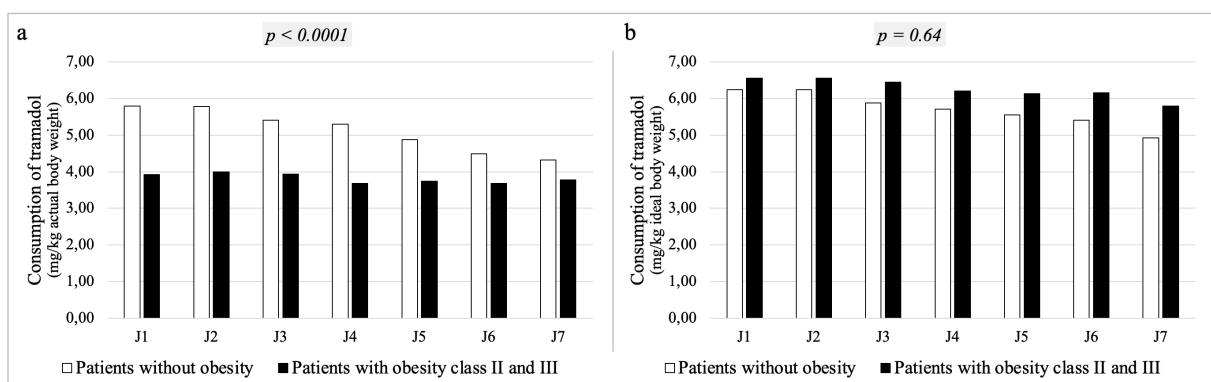 a
p < 0.0001
7,00
6,00
5,00
4,00
3,00
2,00
1,00
0,00
Consumption of tramadol
(mg/kg actual body weight)
J1 J2 J3 J4 J5 J6 J7
Patients without obesity Patients with obesity class II and III
b
p = 0.64
7,00
6,00
5,00
4,00
3,00
2,00
1,00
0,00
Consumption of tramadol
(mg/kg ideal body weight)
J1 J2 J3 J4 J5 J6 J7
Patients without obesity Patients with obesity class II and III